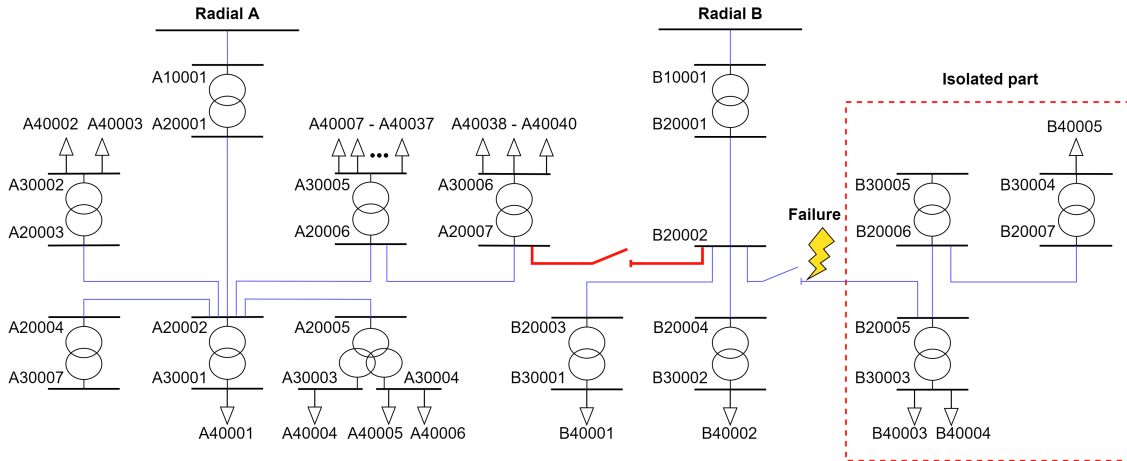 Radial A
Radial B
A10001
B10001
Isolated part
A40002
A40003
A20001
A40007 - A40037
A40038 - A40040
B20001
B40005
...
A30002
A30005
A30006
B30005
B30004
Failure
A20003
A20006
A20007
B20002
B20006
B20007
A20004
A20002
A20005
B20003
B20004
B20005
A30007
A30001
A30003
A30004
B30001
B30002
B30003
A40001
A40004
A40005
A40006
B40001
B40002
B40003
B40004